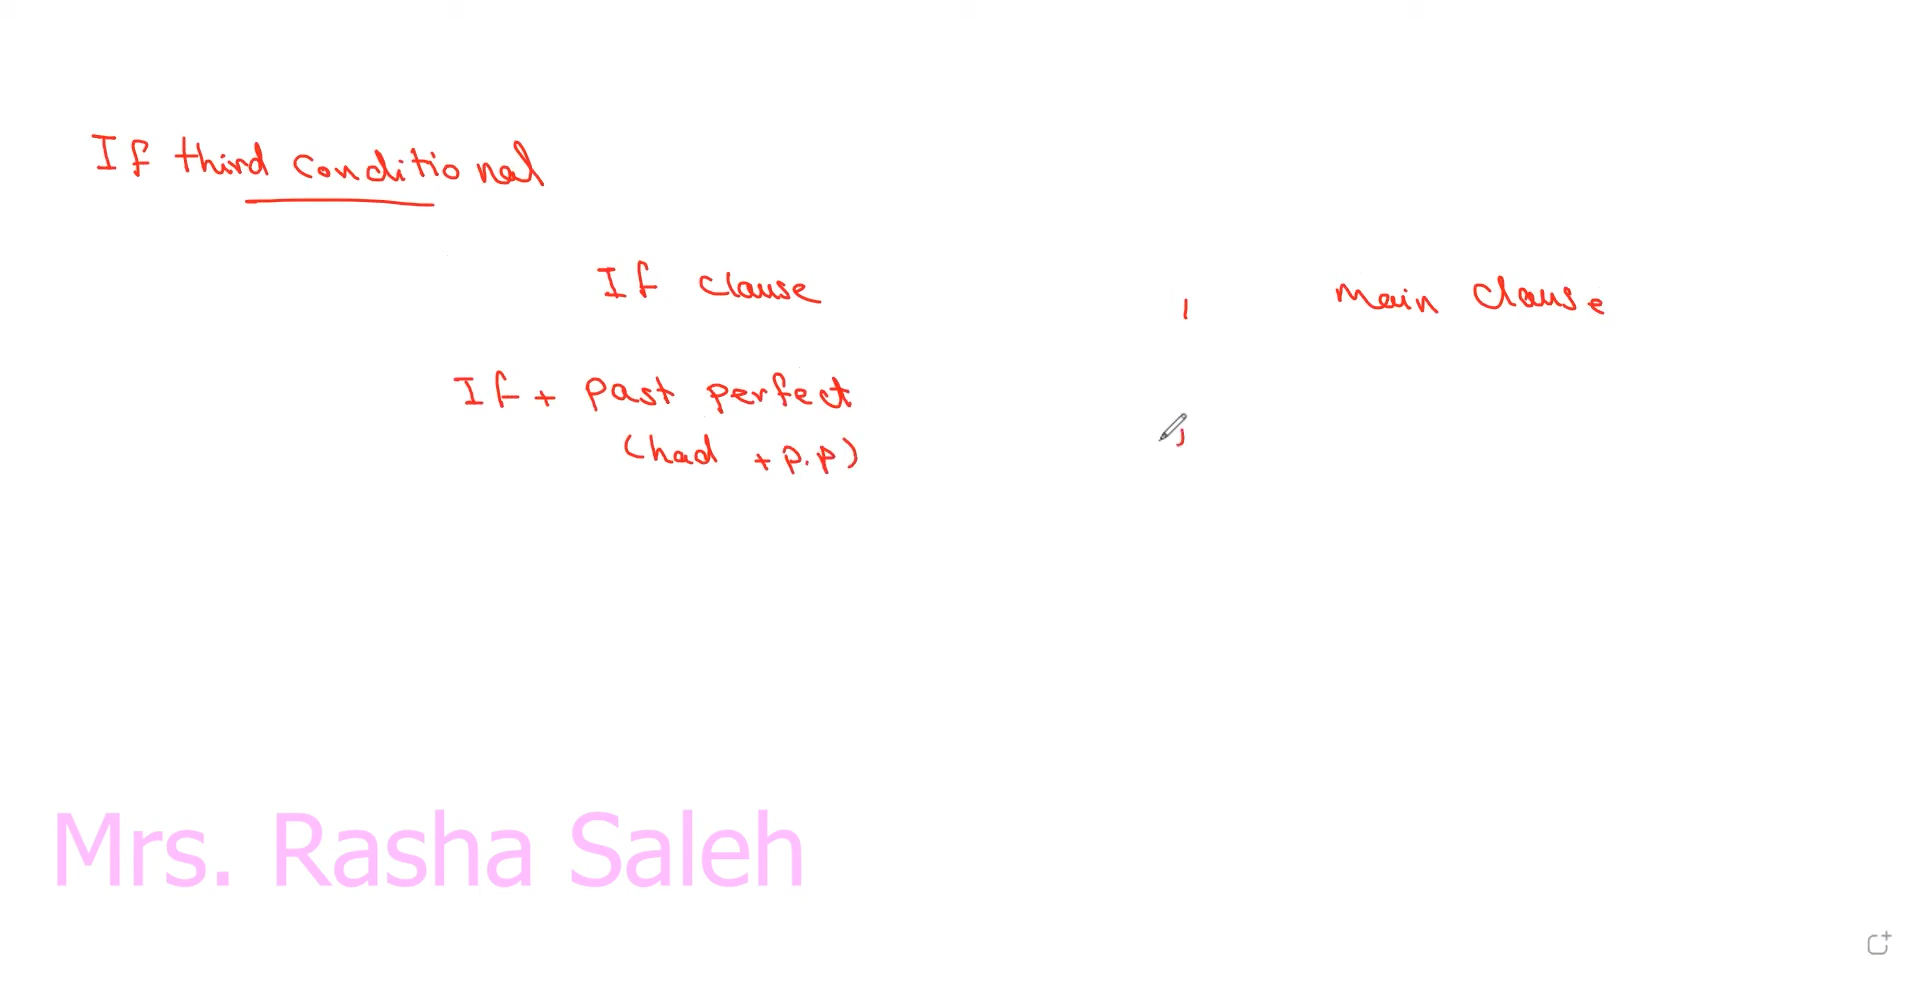 If third conditional
If clause , main clause
If + past perfect ,
(had + p.p)
Mrs. Rasha Saleh